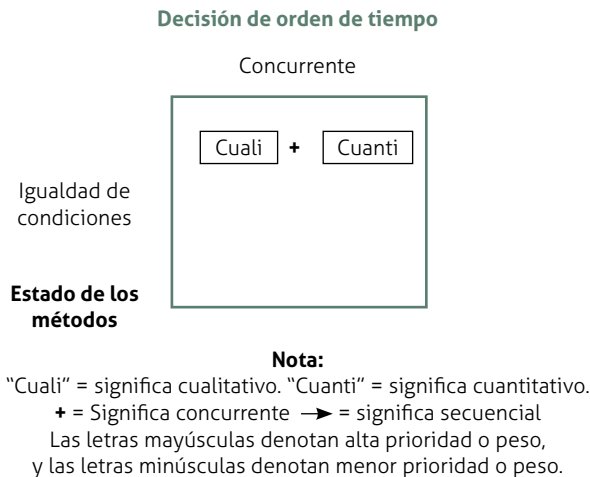 Decisión de orden de tiempo
Concurrente
Cuali + Cuanti
Igualdad de
condiciones
Estado de los
métodos
Nota:
“Cuali” = significa cualitativo. “Cuanti” = significa cuantitativo.
+ = Significa concurrente → = significa secuencial
Las letras mayúsculas denotan alta prioridad o peso,
y las letras minúsculas denotan menor prioridad o peso.